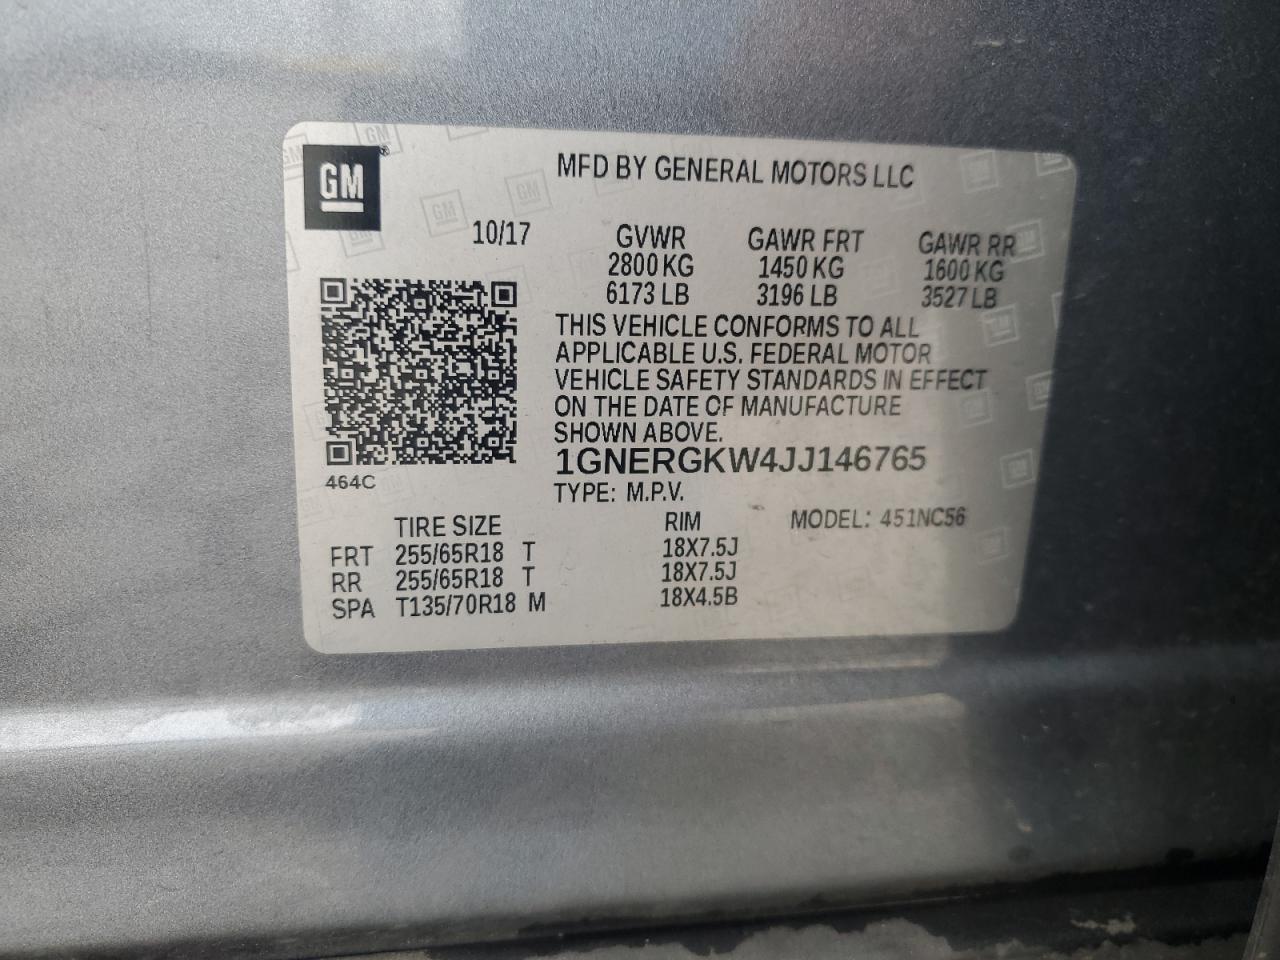 GM®
MFD BY GENERAL MOTORS LLC
10/17 GVWR GAWR FRT GAWR RR
2800 KG 1450 KG 1600 KG
6173 LB 3196 LB 3527 LB
THIS VEHICLE CONFORMS TO ALL
APPLICABLE U.S. FEDERAL MOTOR
VEHICLE SAFETY STANDARDS IN EFFECT
ON THE DATE OF MANUFACTURE
SHOWN ABOVE.
1GNERGKW4JJ146765
464C
TYPE: M.P.V.
TIRE SIZE RIM MODEL: 451NC56
FRT 255/65R18 T 18X7.5J
RR 255/65R18 T 18X7.5J
SPA T135/70R18 M 18X4.5B